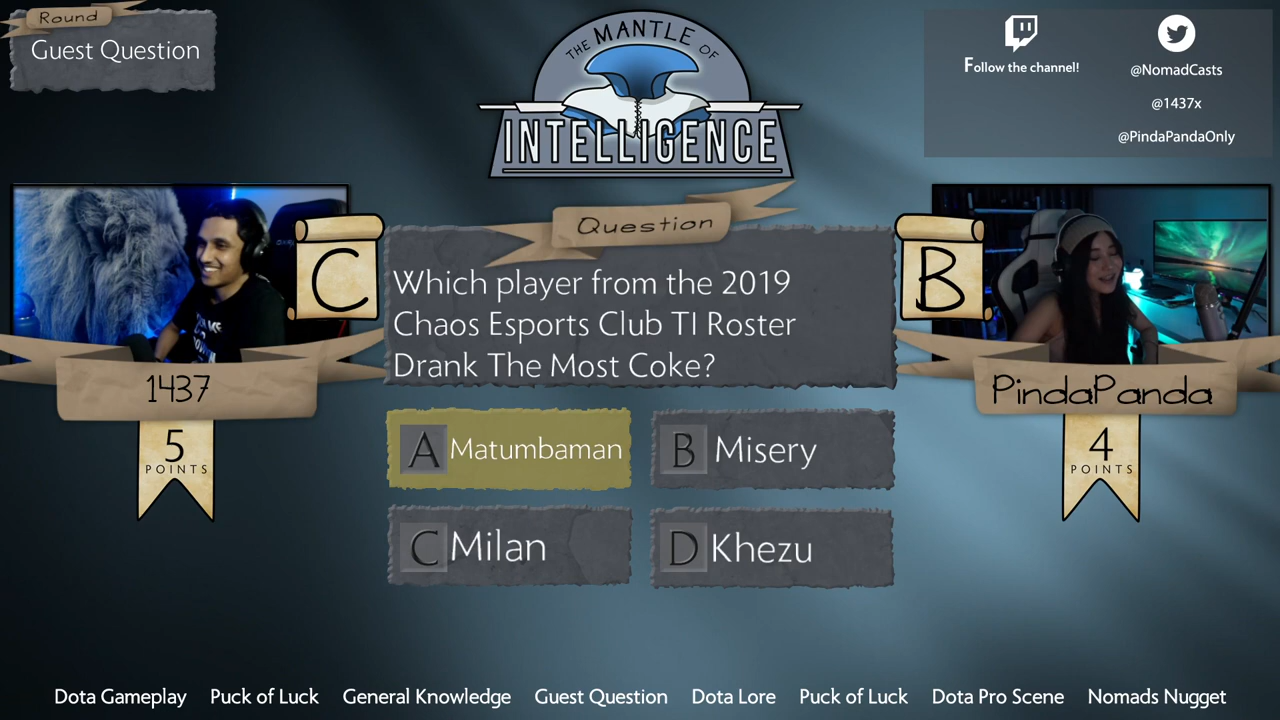 Round
Guest Question
THE MANTLE OF
INTELLIGENCE
Follow the channel!
@NomadCasts
@1437x
@PindaPandaOnly
Question
Which player from the 2019
Chaos Esports Club TI Roster
Drank The Most Coke?
C
B
1437
5
POINTS
PindaPanda
4
POINTS
A Matumbaman
B Misery
C Milan
D Khezu
Dota Gameplay Puck of Luck General Knowledge Guest Question Dota Lore Puck of Luck Dota Pro Scene Nomads Nugget